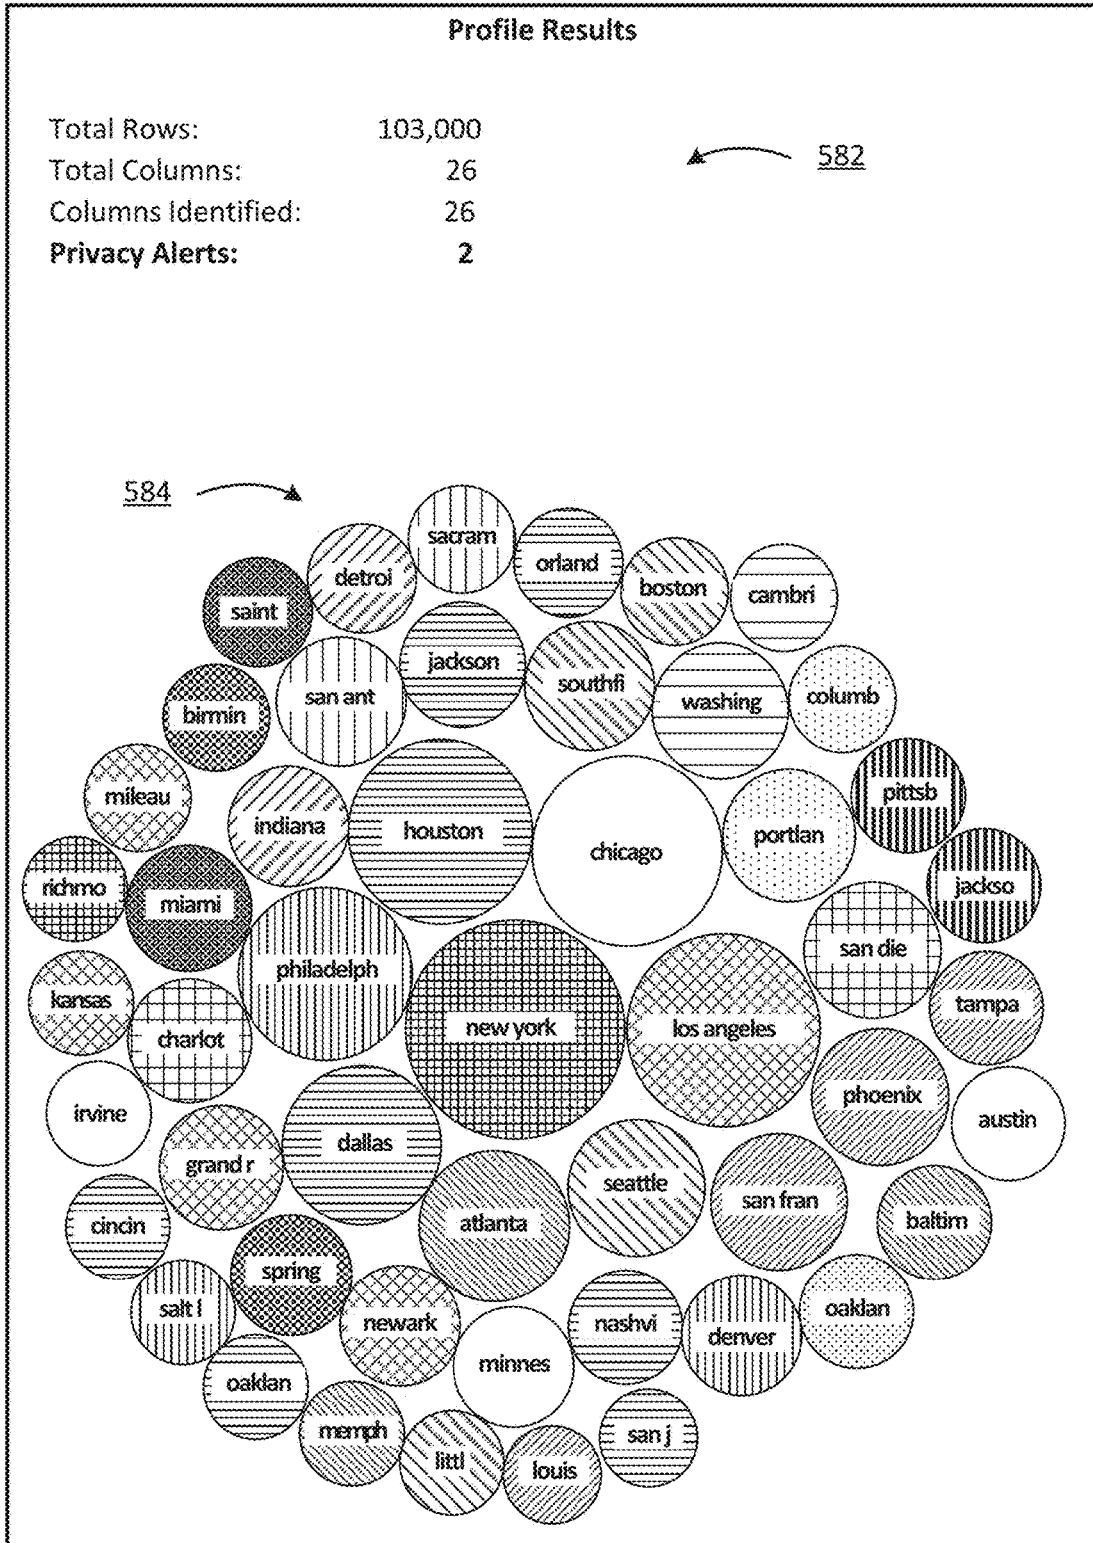 Profile Results
Total Rows: 103,000
582
Total Columns: 26
Columns Identified: 26
Privacy Alerts: 2
584
sacram
orland
detroi
boston
cambri
saint
jackson
southfi
san ant
washing
columb
birmin
mileau
pittsb
indiana
houston
portlan
chicago
richmo
jackso
miami
san die
philadelph
kansas
tampa
charlot
new york
los angeles
phoenix
irvine
austin
dallas
grand r
seattle
san fran
cincin
atlanta
baltim
spring
salt l
newark
nashvi
oaklan
denver
minnes
oaklan
memph
san j
littl
louis